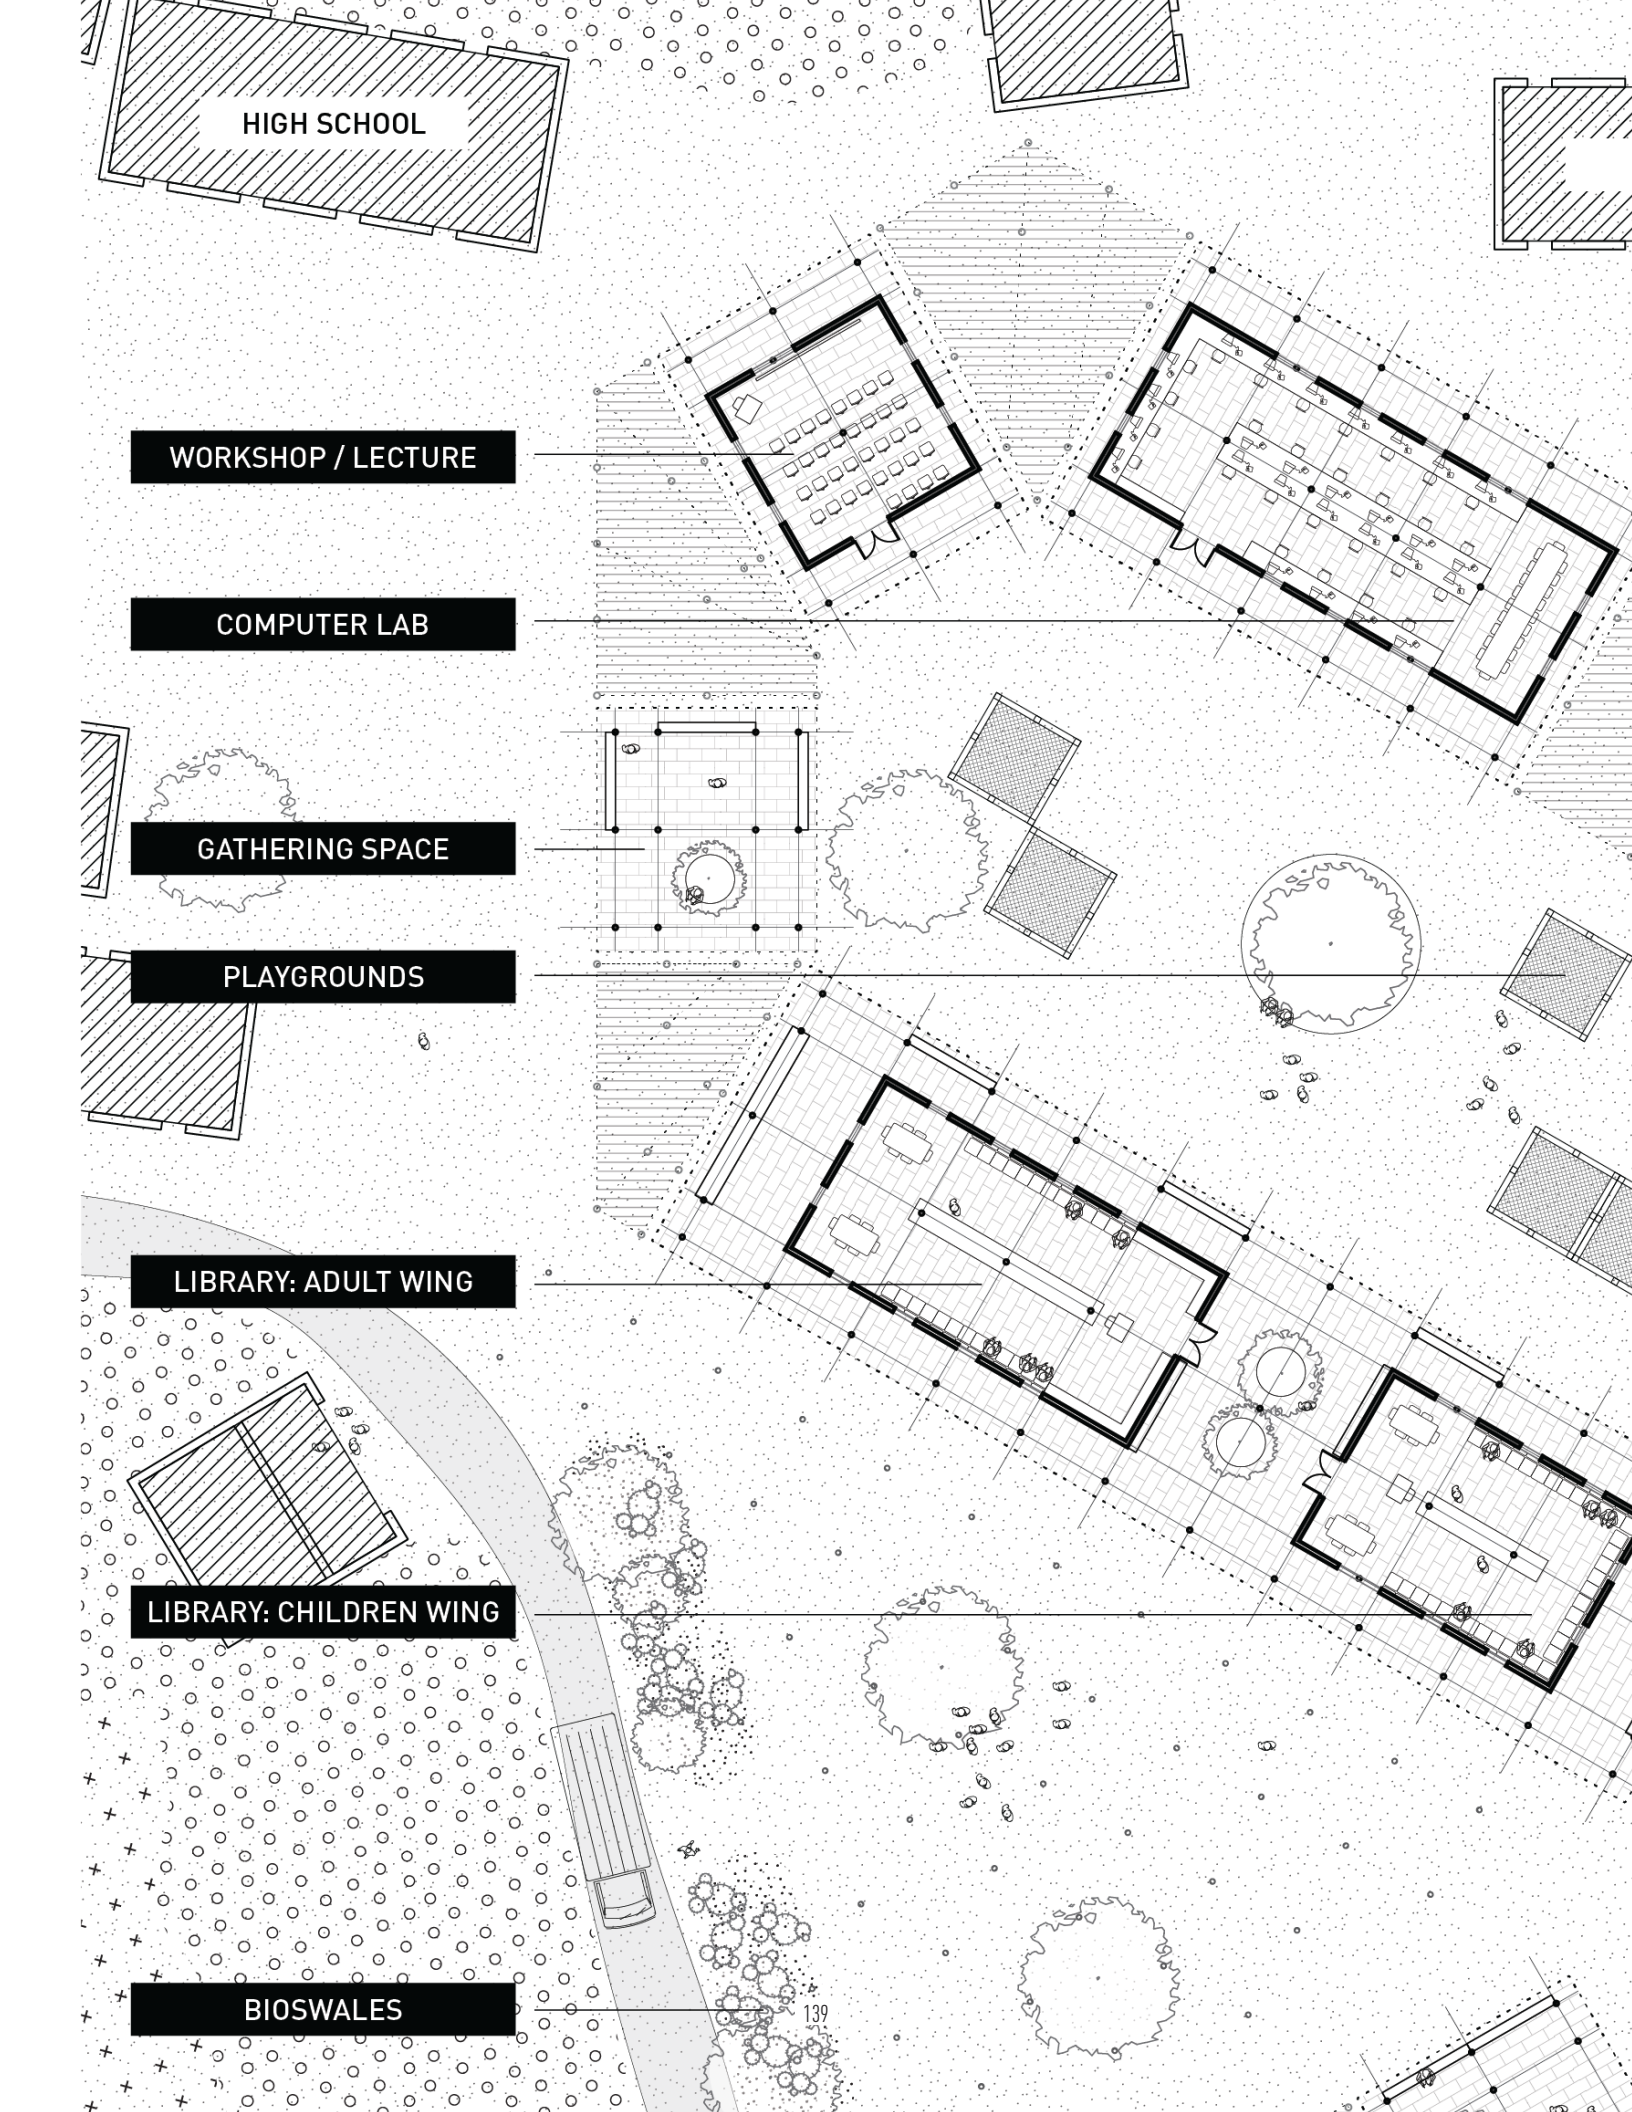 HIGH SCHOOL
WORKSHOP / LECTURE
COMPUTER LAB
GATHERING SPACE
PLAYGROUNDS
LIBRARY: ADULT WING
LIBRARY: CHILDREN WING
BIOSWALES
139